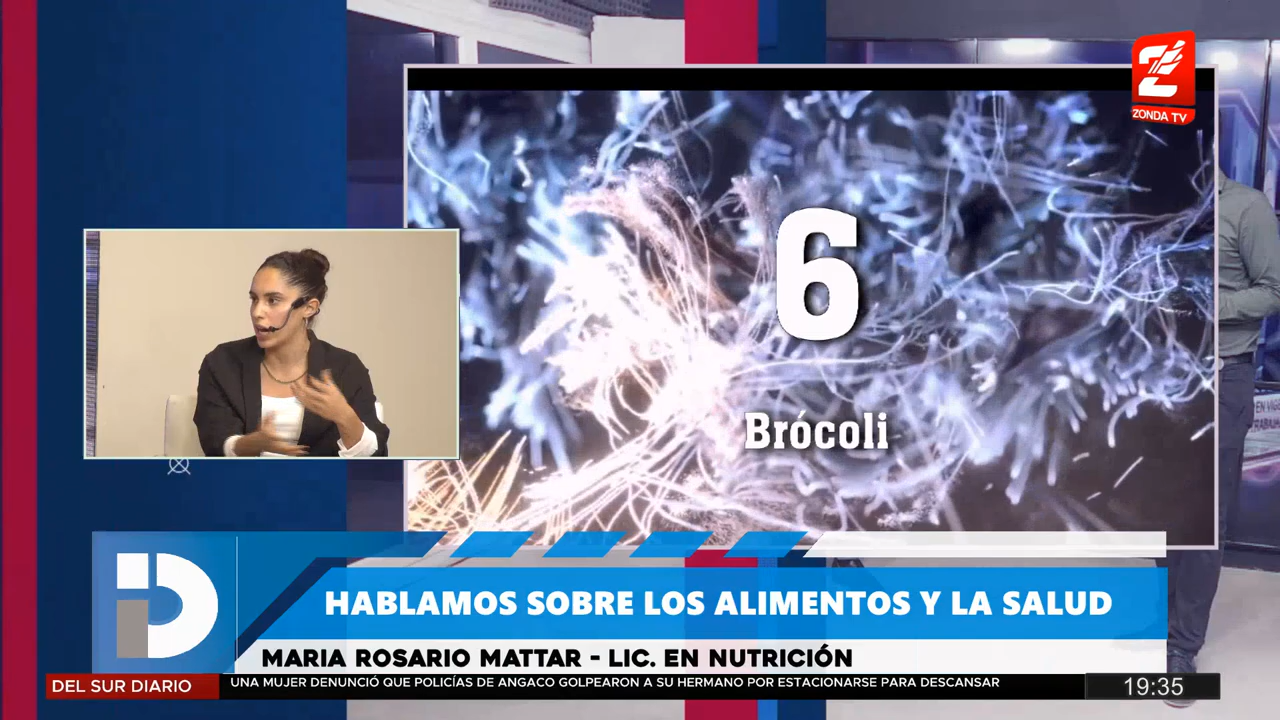 Z
ZONDA TV
6
Brócoli
iD
HABLAMOS SOBRE LOS ALIMENTOS Y LA SALUD
MARIA ROSARIO MATTAR - LIC. EN NUTRICIÓN
DEL SUR DIARIO
UNA MUJER DENUNCIÓ QUE POLICÍAS DE ANGACO GOLPEARON A SU HERMANO POR ESTACIONARSE PARA DESCANSAR
19:35